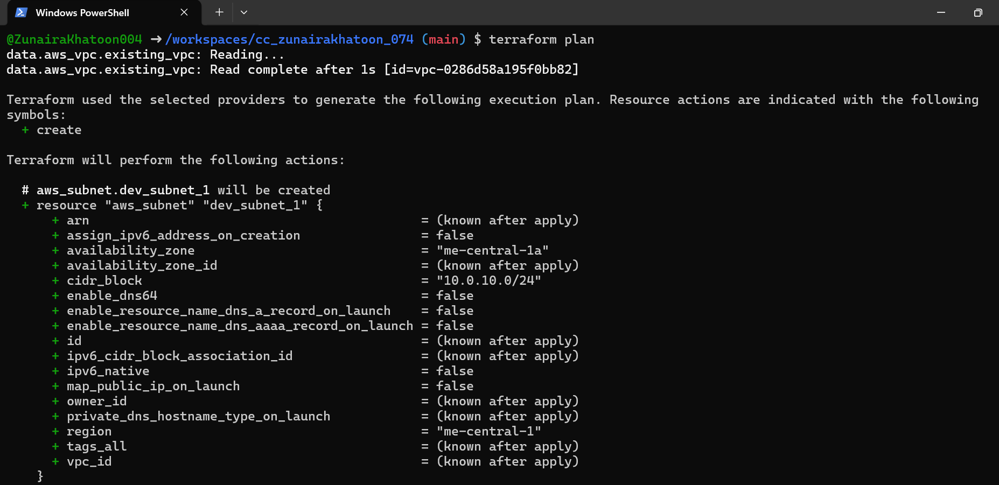 Windows PowerShell
@ZunairaKhatoon004 ➜ /workspaces/cc_zunairakhatoon_074 (main) $ terraform plan
data.aws_vpc.existing_vpc: Reading...
data.aws_vpc.existing_vpc: Read complete after 1s [id=vpc-0286d58a195f0bb82]
Terraform used the selected providers to generate the following execution plan. Resource actions are indicated with the following
symbols:
  + create
Terraform will perform the following actions:
  # aws_subnet.dev_subnet_1 will be created
  + resource "aws_subnet" "dev_subnet_1" {
      + arn                                            = (known after apply)
      + assign_ipv6_address_on_creation                = false
      + availability_zone                              = "me-central-1a"
      + availability_zone_id                           = (known after apply)
      + cidr_block                                     = "10.0.10.0/24"
      + enable_dns64                                   = false
      + enable_resource_name_dns_a_record_on_launch    = false
      + enable_resource_name_dns_aaaa_record_on_launch = false
      + id                                             = (known after apply)
      + ipv6_cidr_block_association_id                 = (known after apply)
      + ipv6_native                                    = false
      + map_public_ip_on_launch                        = false
      + owner_id                                       = (known after apply)
      + private_dns_hostname_type_on_launch            = (known after apply)
      + region                                         = "me-central-1"
      + tags_all                                       = (known after apply)
      + vpc_id                                         = (known after apply)
    }